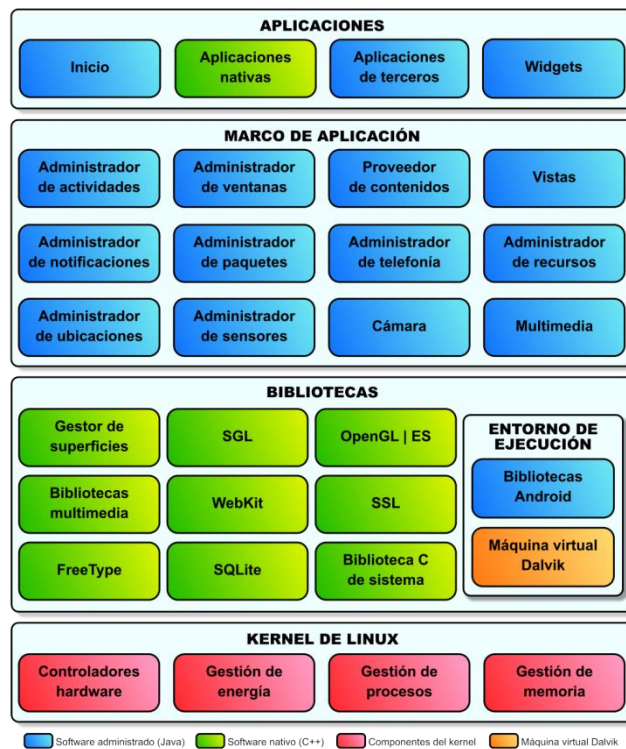 APLICACIONES
Inicio
Aplicaciones
nativas
Aplicaciones
de terceros
Widgets
MARCO DE APLICACIÓN
Administrador
de actividades
Administrador
de ventanas
Proveedor
de contenidos
Vistas
Administrador
de notificaciones
Administrador
de paquetes
Administrador
de telefonía
Administrador
de recursos
Administrador
de ubicaciones
Administrador
de sensores
Cámara
Multimedia
BIBLIOTECAS
Gestor de
superficies
SGL
OpenGL | ES
Bibliotecas
multimedia
WebKit
SSL
FreeType
SQLite
Biblioteca C
de sistema
ENTORNO DE
EJECUCIÓN
Bibliotecas
Android
Máquina virtual
Dalvik
KERNEL DE LINUX
Controladores
hardware
Gestión de
energía
Gestión de
procesos
Gestión de
memoria
Software administrado (Java)
Software nativo (C++)
Componentes del kernel
Máquina virtual Dalvik